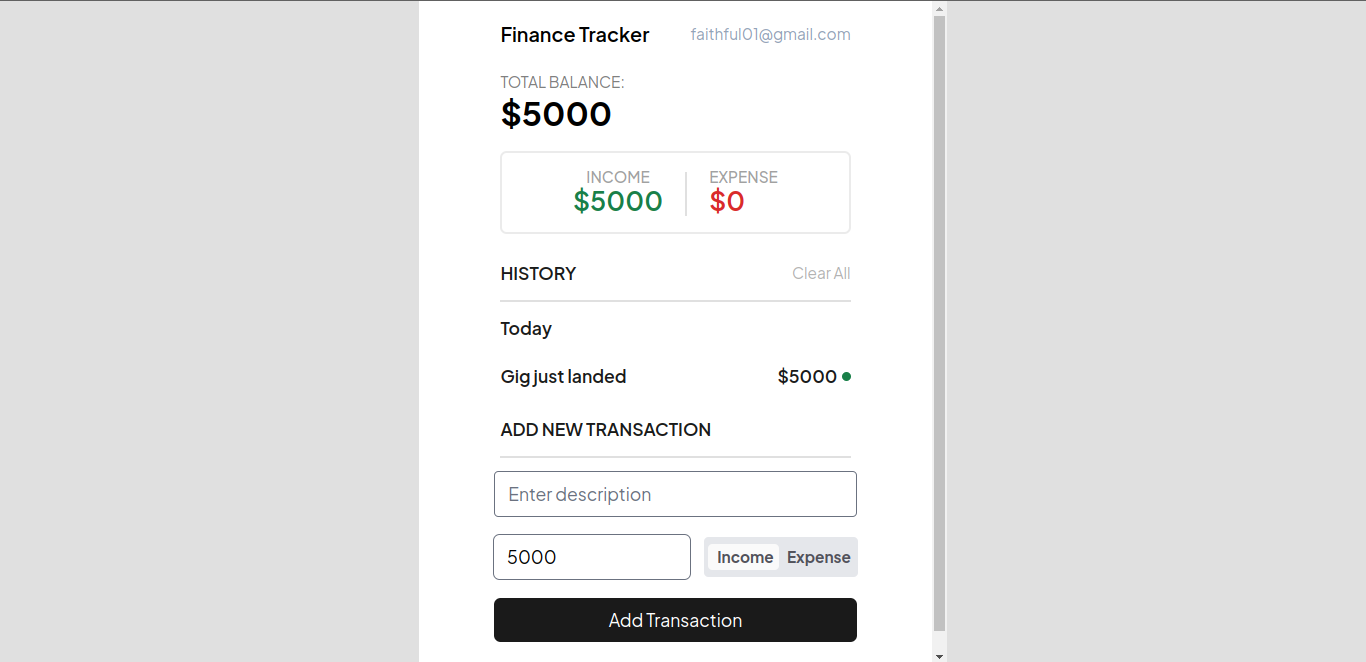 Finance Tracker faithful01@gmail.com
TOTAL BALANCE:
$5000
INCOME EXPENSE
$5000 $0
HISTORY Clear All
Today
Gig just landed $5000
ADD NEW TRANSACTION
Enter description
5000 Income Expense
Add Transaction